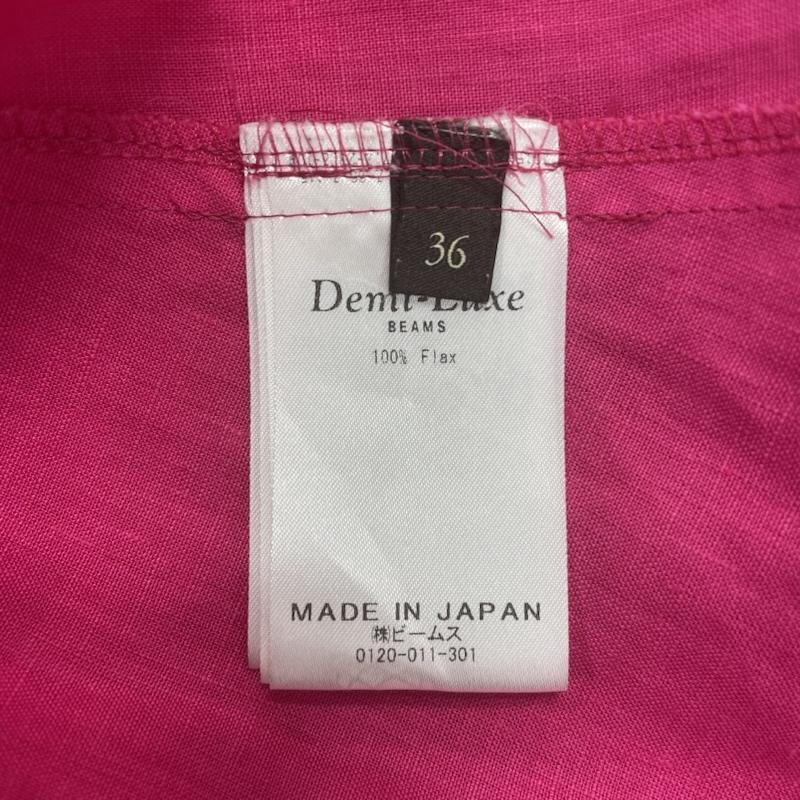 36
Demi-Luxe
BEAMS
100% Flax
MADE IN JAPAN
㈱ビームス
0120-011-301